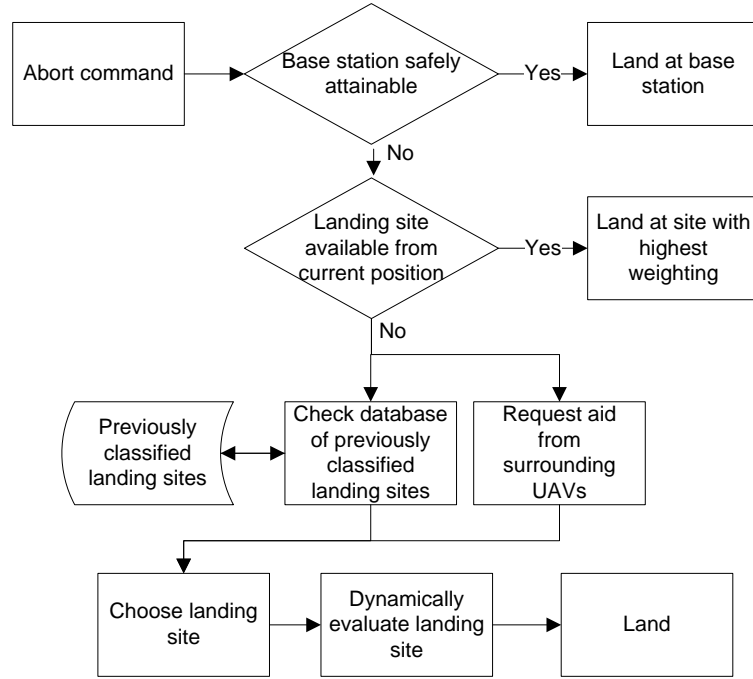 Abort command
Base station safely
attainable
Yes
Land at base
station
No
Landing site
available from
current position
Yes
Land at site with
highest
weighting
No
Previously
classified
landing sites
Check database
of previously
classified
landing sites
Request aid
from
surrounding
UAVs
Choose landing
site
Dynamically
evaluate landing
site
Land